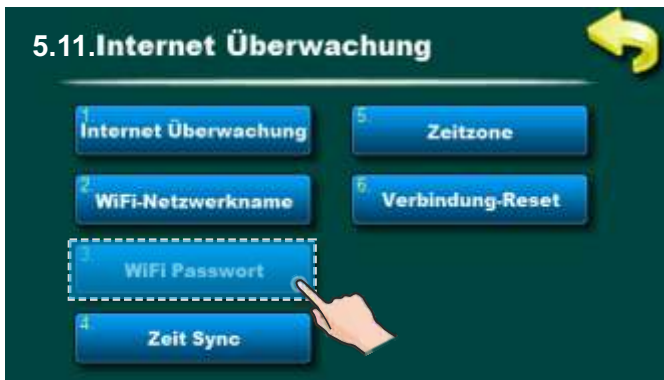 5.11.Internet Überwachung
1.
Internet Überwachung
2.
WiFi-Netzwerkname
3.
WiFi Passwort
4.
Zeit Sync
5.
Zeitzone
6.
Verbindung-Reset